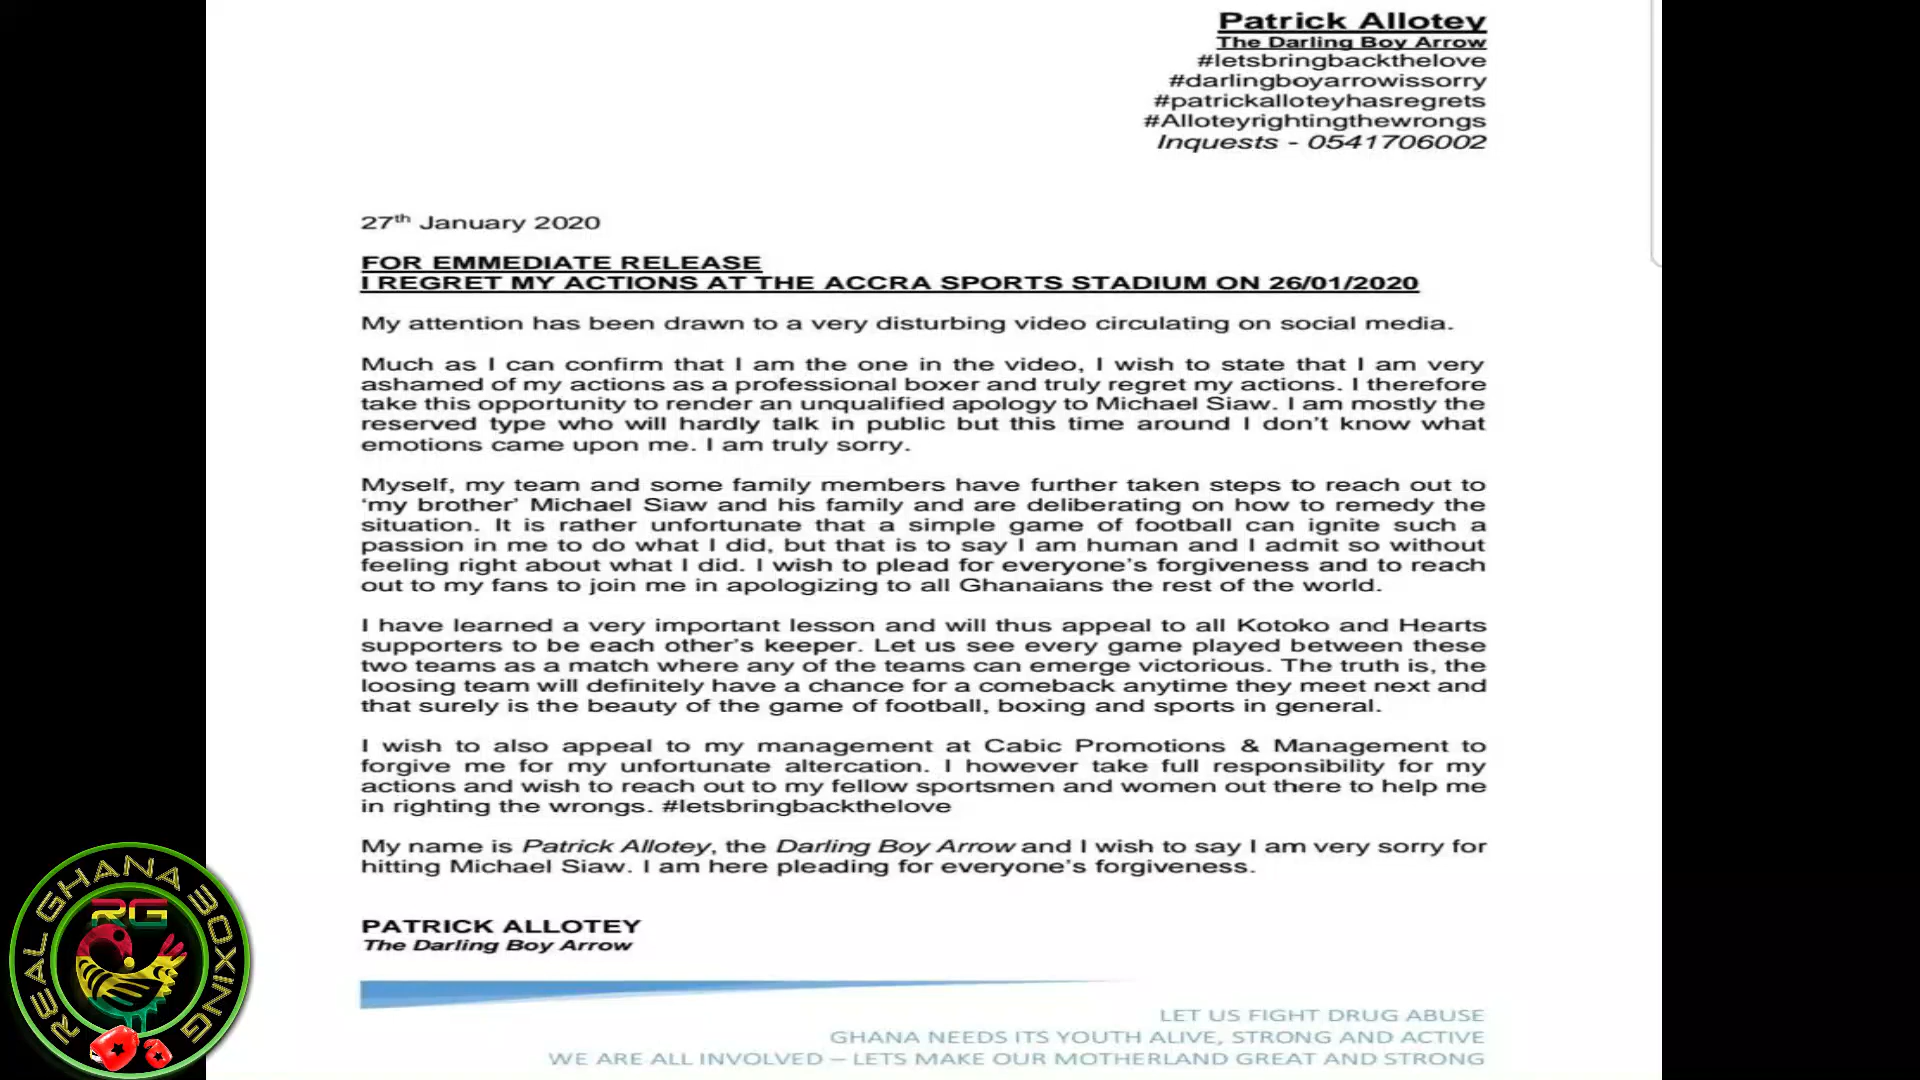 Patrick Allotey
The Darling Boy Arrow
#letsbringbackthelove
#darlingboyarrowissorry
#patrickalloteyhasregrets
#Alloteyrightingthewrongs
Inquests - 0541706002
27th January 2020
FOR EMMEDIATE RELEASE
I REGRET MY ACTIONS AT THE ACCRA SPORTS STADIUM ON 26/01/2020
My attention has been drawn to a very disturbing video circulating on social media.
Much as I can confirm that I am the one in the video, I wish to state that I am very
ashamed of my actions as a professional boxer and truly regret my actions. I therefore
take this opportunity to render an unqualified apology to Michael Siaw. I am mostly the
reserved type who will hardly talk in public but this time around I don't know what
emotions came upon me. I am truly sorry.
Myself, my team and some family members have further taken steps to reach out to
‘my brother’ Michael Siaw and his family and are deliberating on how to remedy the
situation. It is rather unfortunate that a simple game of football can ignite such a
passion in me to do what I did, but that is to say I am human and I admit so without
feeling right about what I did. I wish to plead for everyone’s forgiveness and to reach
out to my fans to join me in apologizing to all Ghanaians the rest of the world.
I have learned a very important lesson and will thus appeal to all Kotoko and Hearts
supporters to be each other’s keeper. Let us see every game played between these
two teams as a match where any of the teams can emerge victorious. The truth is, the
loosing team will definitely have a chance for a comeback anytime they meet next and
that surely is the beauty of the game of football, boxing and sports in general.
I wish to also appeal to my management at Cabic Promotions & Management to
forgive me for my unfortunate altercation. I however take full responsibility for my
actions and wish to reach out to my fellow sportsmen and women out there to help me
in righting the wrongs. #letsbringbackthelove
My name is Patrick Allotey, the Darling Boy Arrow and I wish to say I am very sorry for
hitting Michael Siaw. I am here pleading for everyone’s forgiveness.
PATRICK ALLOTEY
The Darling Boy Arrow
LET US FIGHT DRUG ABUSE
GHANA NEEDS ITS YOUTH ALIVE, STRONG AND ACTIVE
WE ARE ALL INVOLVED – LETS MAKE OUR MOTHERLAND GREAT AND STRONG
REAL GHANA BOXING
RG